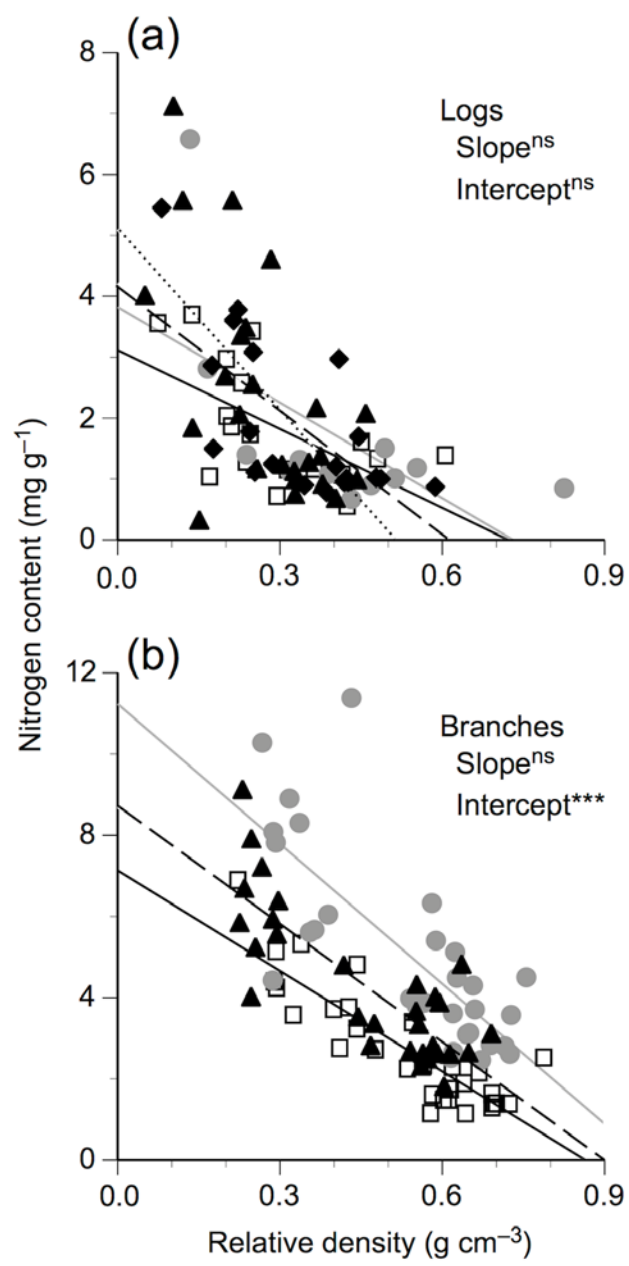 (a)
8
6
4
2
0
Logs
Slope^ns
Intercept^ns
0.0 0.3 0.6 0.9
Nitrogen content (mg g⁻¹)
(b)
12
8
4
0
Branches
Slope^ns
Intercept***
0.0 0.3 0.6 0.9
Relative density (g cm⁻³)